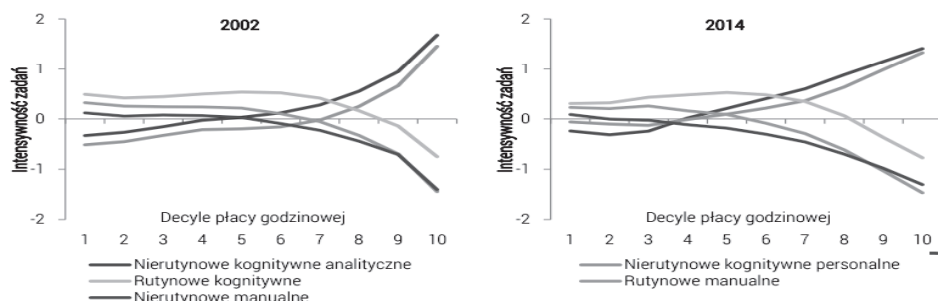 2002
2
1
0
-1
-2
Intensywność zadań
Decyle płacy godzinowej
1 2 3 4 5 6 7 8 9 10
2014
2
1
0
-1
-2
Intensywność zadań
Decyle płacy godzinowej
1 2 3 4 5 6 7 8 9 10
Nierutynowe kognitywne analityczne
Rutynowe kognitywne
Nierutynowe manualne
Nierutynowe kognitywne personalne
Rutynowe manualne